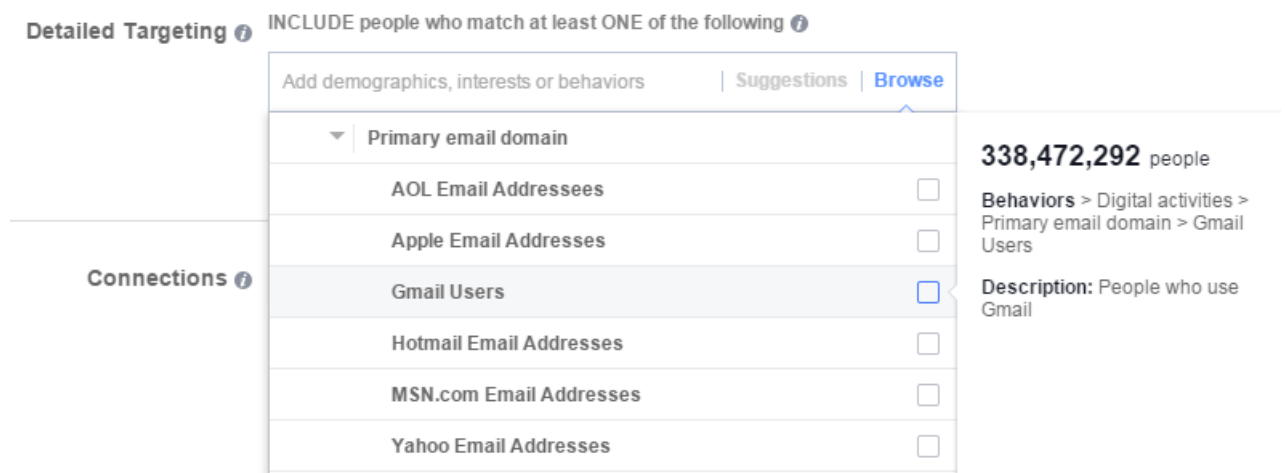 Detailed Targeting
INCLUDE people who match at least ONE of the following
Add demographics, interests or behaviors | Suggestions | Browse
Primary email domain
AOL Email Addressees
Apple Email Addresses
Gmail Users
Hotmail Email Addresses
MSN.com Email Addresses
Yahoo Email Addresses
Connections
338,472,292 people
Behaviors > Digital activities >
Primary email domain > Gmail
Users
Description: People who use
Gmail